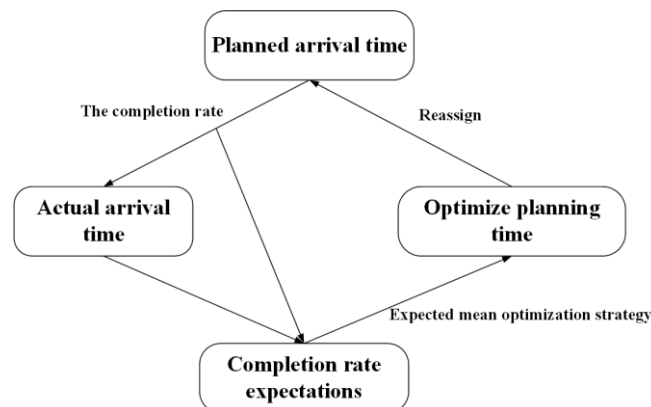 Planned arrival time
The completion rate
Reassign
Actual arrival
time
Optimize planning
time
Expected mean optimization strategy
Completion rate
expectations